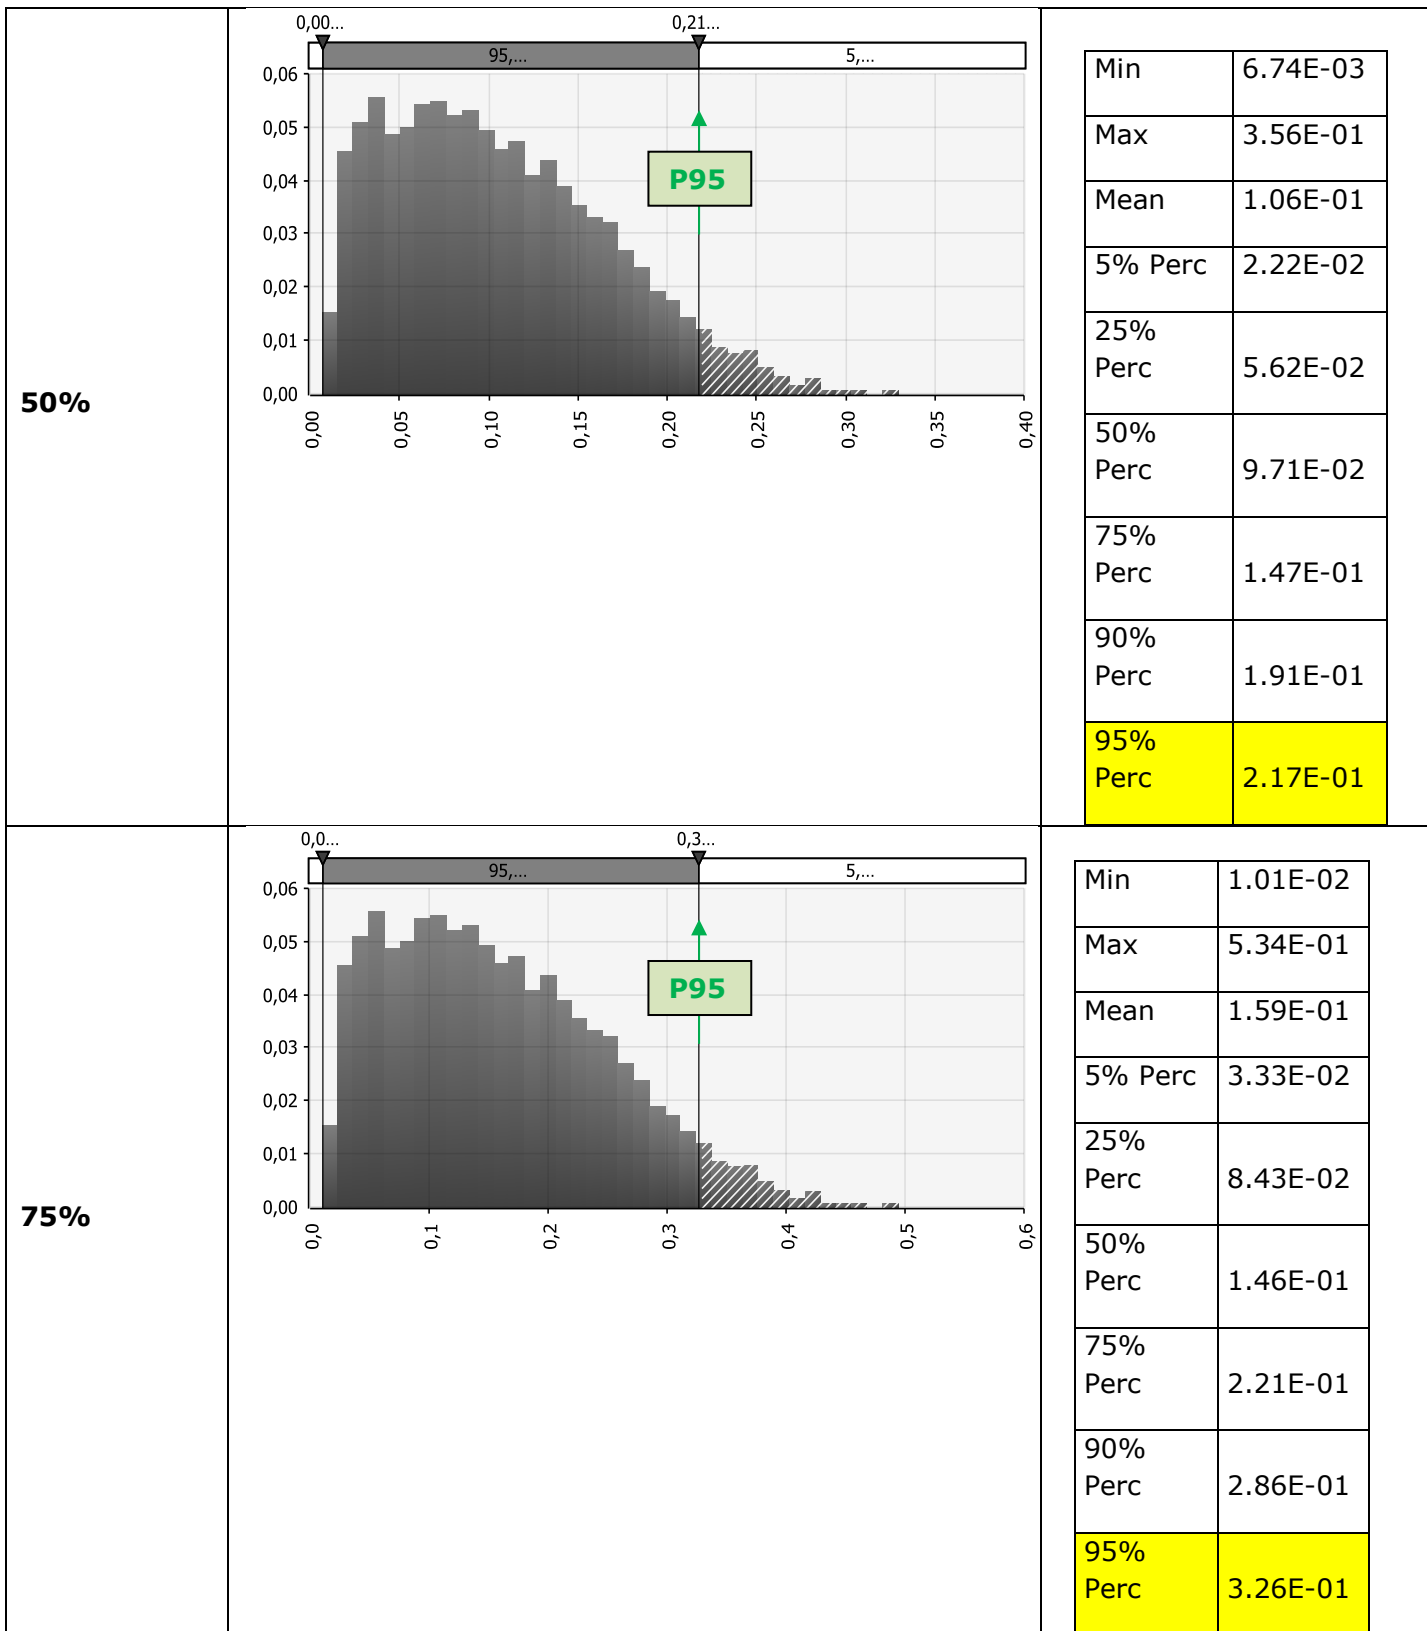 50%
0,00... 0,21...
95,... 5,...
0,06
0,05
0,04
0,03
0,02
0,01
0,00
P95
0,00 0,05 0,10 0,15 0,20 0,25 0,30 0,35 0,40
Min 6.74E-03
Max 3.56E-01
Mean 1.06E-01
5% Perc 2.22E-02
25%
Perc 5.62E-02
50%
Perc 9.71E-02
75%
Perc 1.47E-01
90%
Perc 1.91E-01
95%
Perc 2.17E-01
75%
0,0... 0,3...
95,... 5,...
0,06
0,05
0,04
0,03
0,02
0,01
0,00
P95
0,0 0,1 0,2 0,3 0,4 0,5 0,6
Min 1.01E-02
Max 5.34E-01
Mean 1.59E-01
5% Perc 3.33E-02
25%
Perc 8.43E-02
50%
Perc 1.46E-01
75%
Perc 2.21E-01
90%
Perc 2.86E-01
95%
Perc 3.26E-01